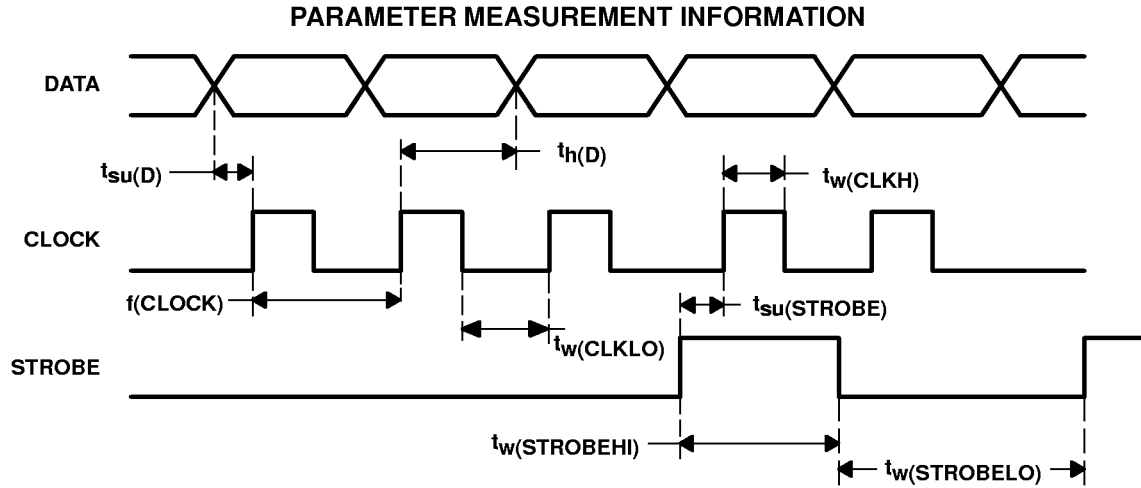 PARAMETER MEASUREMENT INFORMATION
DATA
tsu(D)
th(D)
tw(CLKH)
CLOCK
f(CLOCK)
tsu(STROBE)
tw(CLKLO)
STROBE
tw(STROBEHI)
tw(STROBELO)